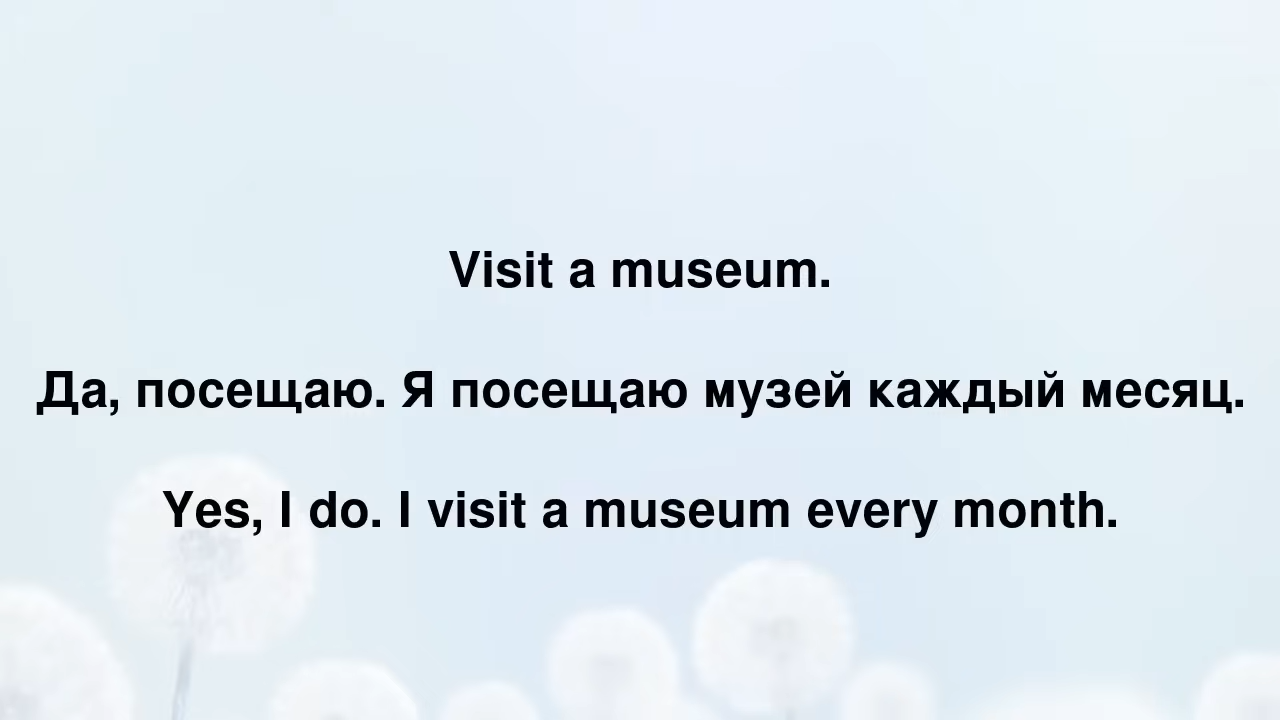 Visit a museum.
Да, посещаю. Я посещаю музей каждый месяц.
Yes, I do. I visit a museum every month.